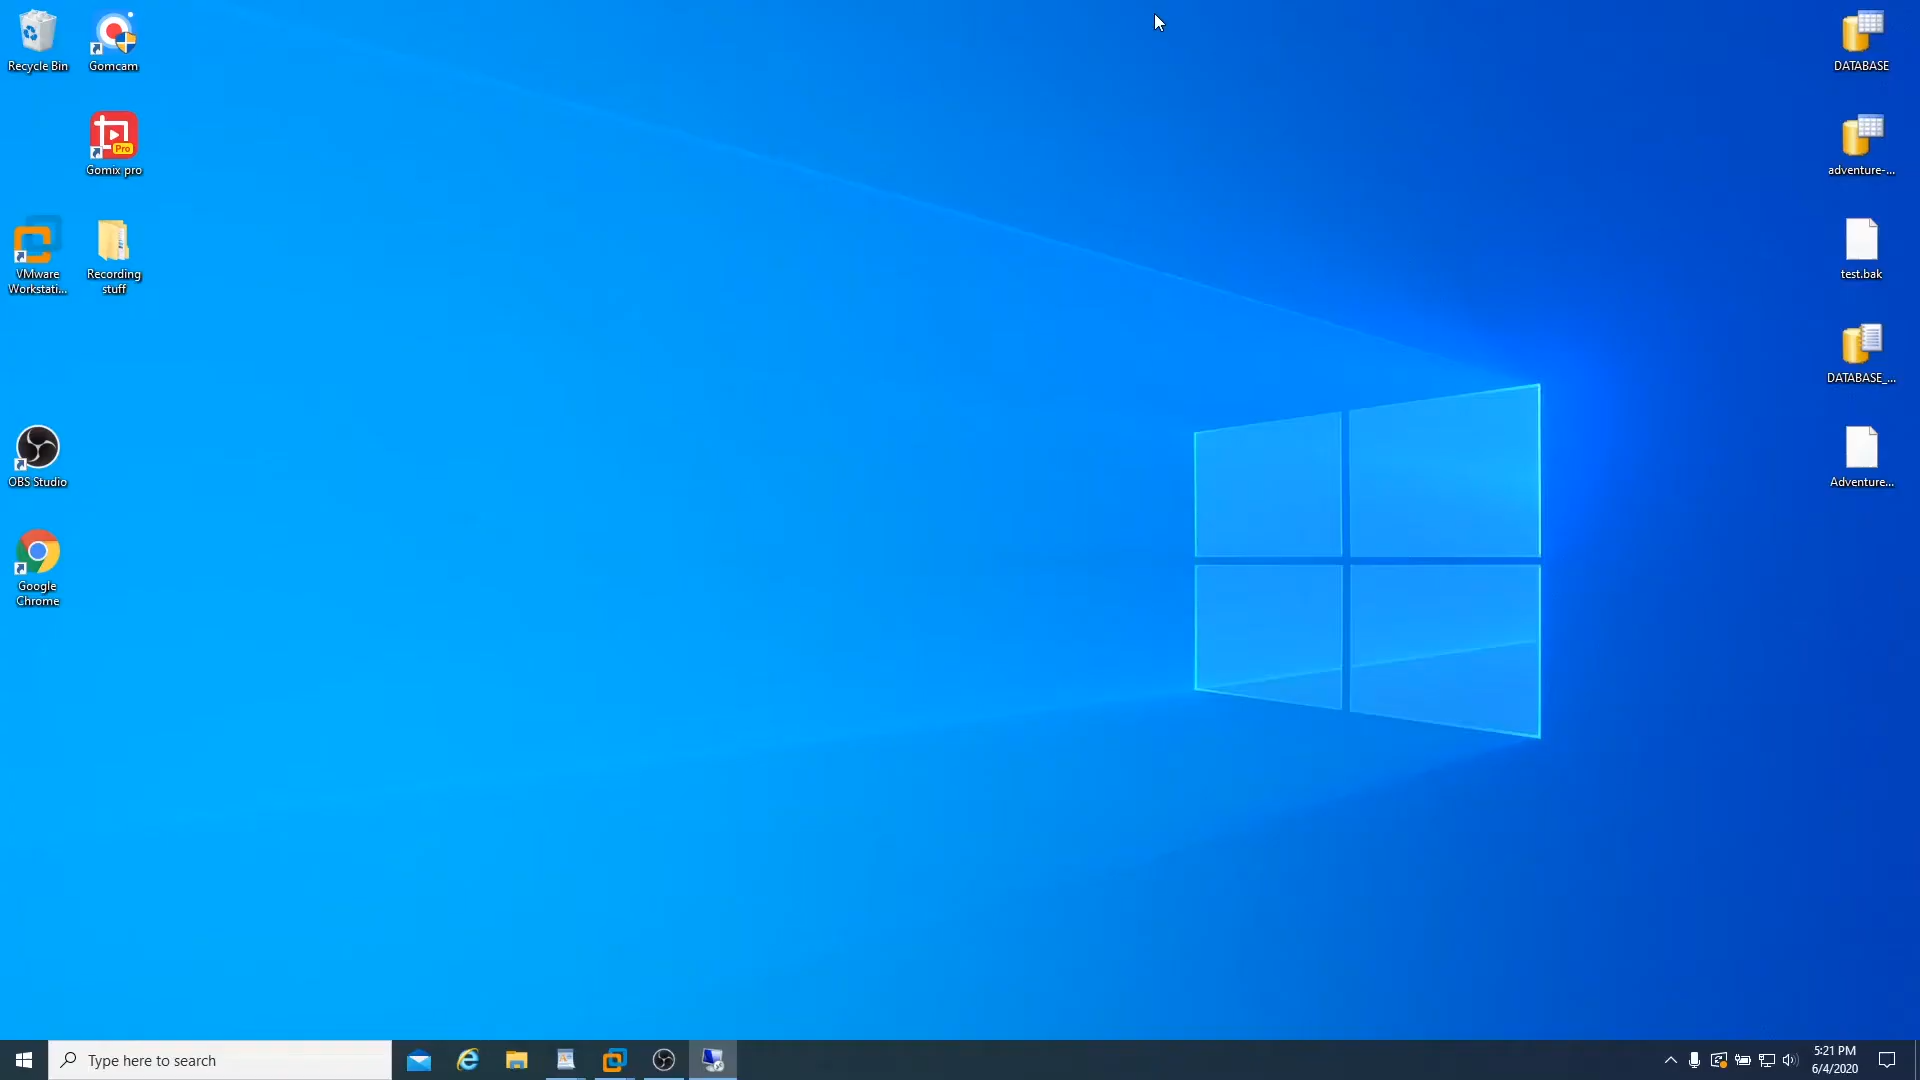 Recycle Bin
Gomcam
Pro
Gomix pro
VMware
Workstati...
Recording
stuff
OBS Studio
Google
Chrome
DATABASE
adventure-...
test.bak
DATABASE_...
Adventure...
Type here to search
5:21 PM
6/4/2020